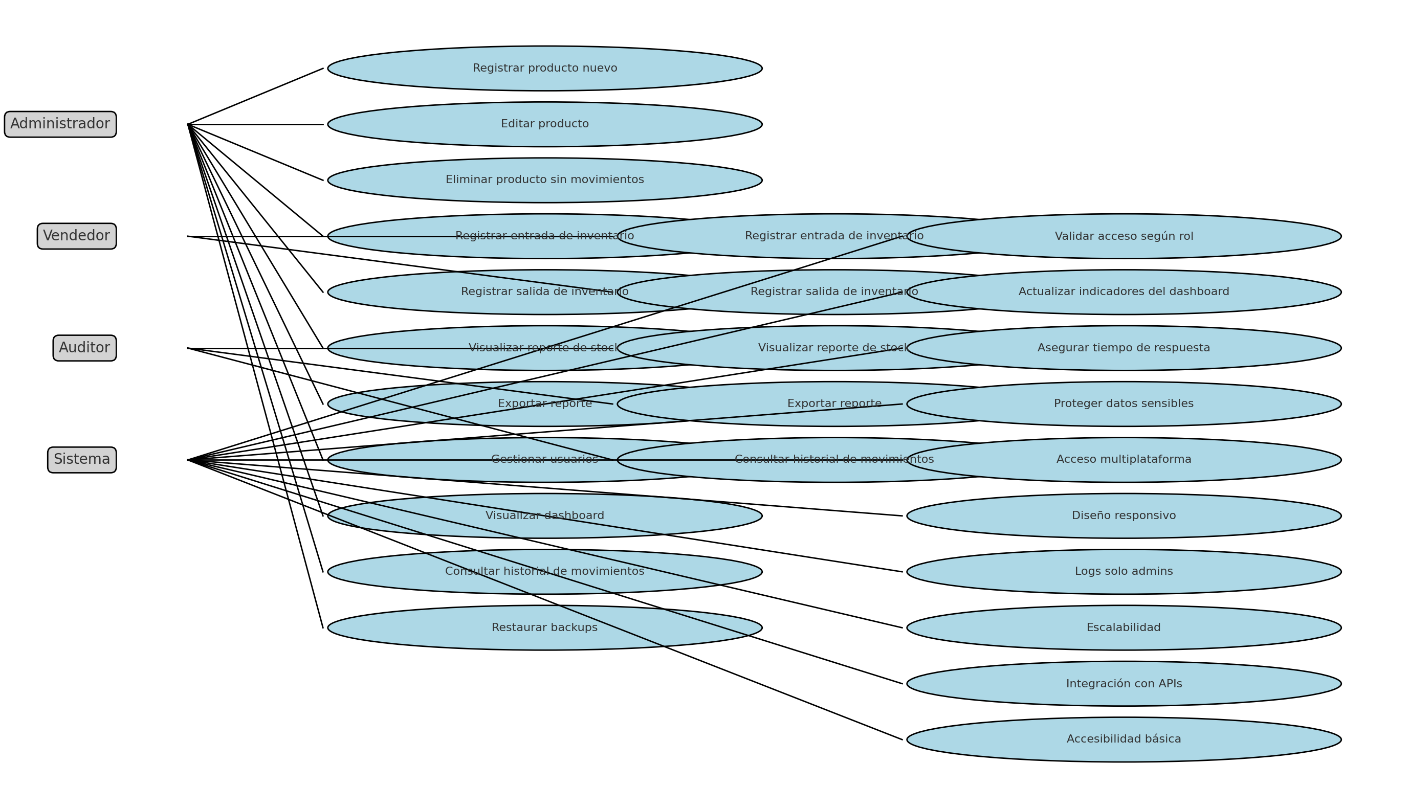 Administrador
Vendedor
Auditor
Sistema
Registrar producto nuevo
Editar producto
Eliminar producto sin movimientos
Registrar entrada de inventario
Registrar salida de inventario
Visualizar reporte de stock
Exportar reporte
Gestionar usuarios
Visualizar dashboard
Consultar historial de movimientos
Restaurar backups
Registrar entrada de inventario
Registrar salida de inventario
Visualizar reporte de stock
Exportar reporte
Consultar historial de movimientos
Validar acceso según rol
Actualizar indicadores del dashboard
Asegurar tiempo de respuesta
Proteger datos sensibles
Acceso multiplataforma
Diseño responsivo
Logs solo admins
Escalabilidad
Integración con APIs
Accesibilidad básica